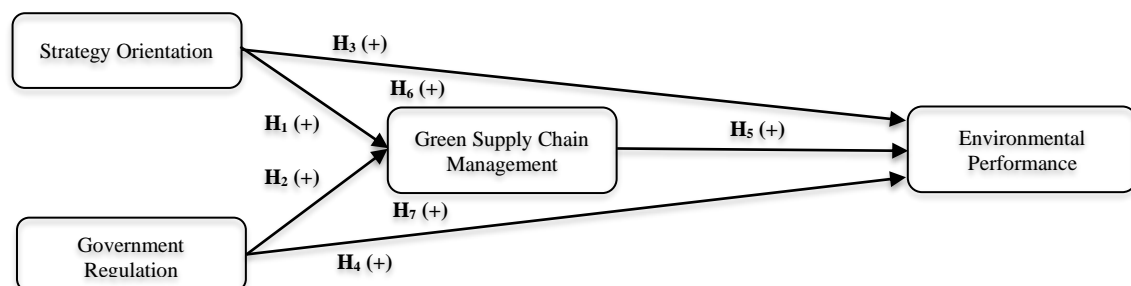 Strategy Orientation
H₃ (+)
H₆ (+)
H₁ (+)
Green Supply Chain
Management
H₅ (+)
Environmental
Performance
H₂ (+)
H₇ (+)
Government
Regulation
H₄ (+)